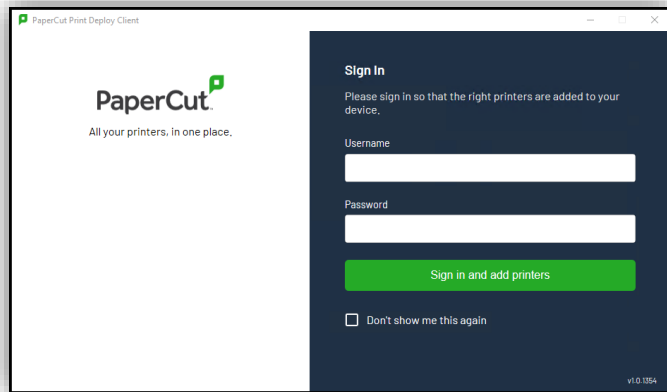 PaperCut Print Deploy Client
PaperCut™
All your printers, in one place.
Sign In
Please sign in so that the right printers are added to your
device.
Username
Password
Sign in and add printers
Don't show me this again
v1.0.1354